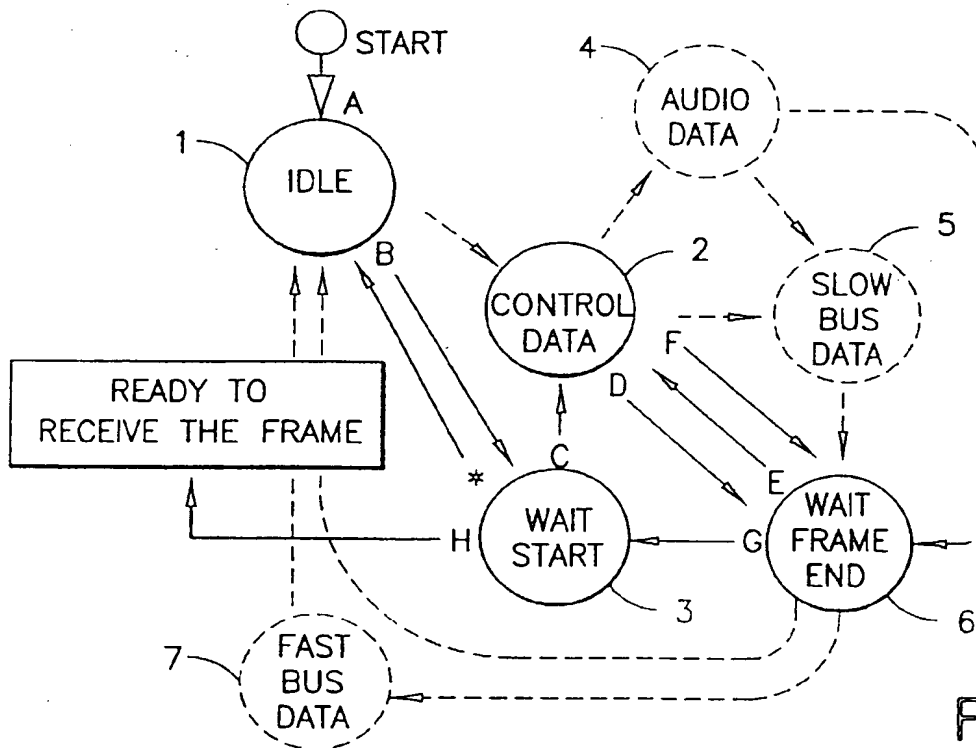 START
A
1
IDLE
B
4
AUDIO
DATA
2
CONTROL
DATA
5
SLOW
BUS
DATA
F
D
READY TO
RECEIVE THE FRAME
*
C
E
H
WAIT
START
3
G
WAIT
FRAME
END
6
7
FAST
BUS
DATA
F